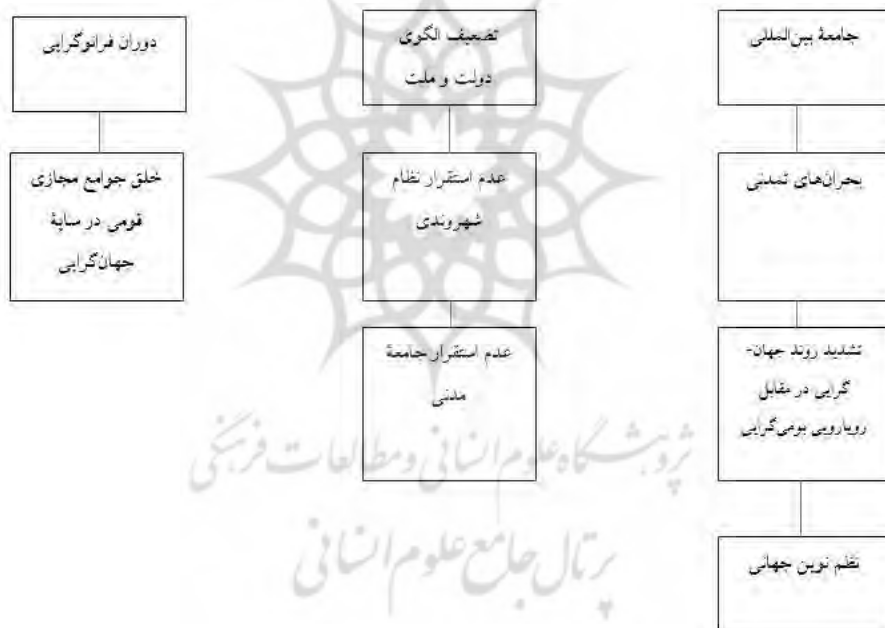 جامعهٔ بین‌المللی
بحران‌های تمدنی
تشدید روند جهان-
گرایی در مقابل
رویارویی بومی‌گرایی
نظم نوین جهانی
تضعیف الگوی
دولت و ملت
عدم استقرار نظام
شهروندی
عدم استقرار جامعهٔ
مدنی
دوران فرانوگرایی
خلق جوامع مجازی
قومی در سایهٔ
جهان‌گرایی
پژوهشگاه علوم انسانی و مطالعات فرهنگی
پرتال جامع علوم انسانی